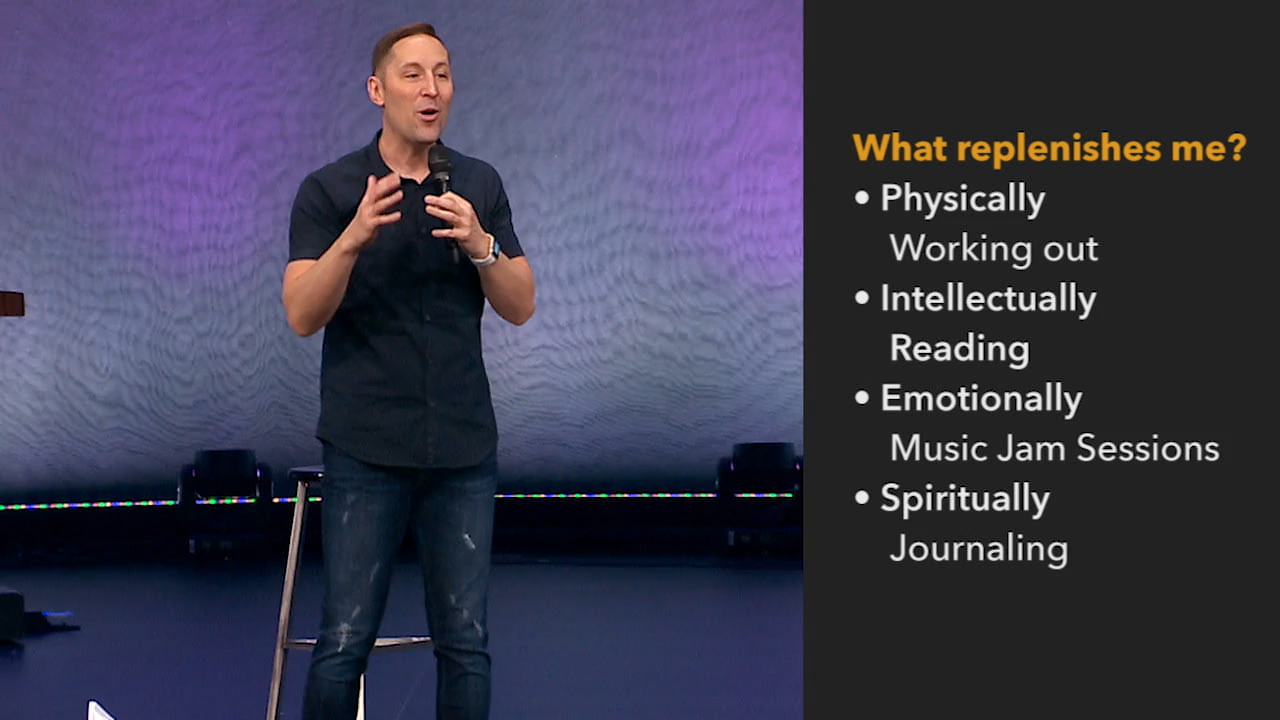 What replenishes me?
• Physically
Working out
• Intellectually
Reading
• Emotionally
Music Jam Sessions
• Spiritually
Journaling